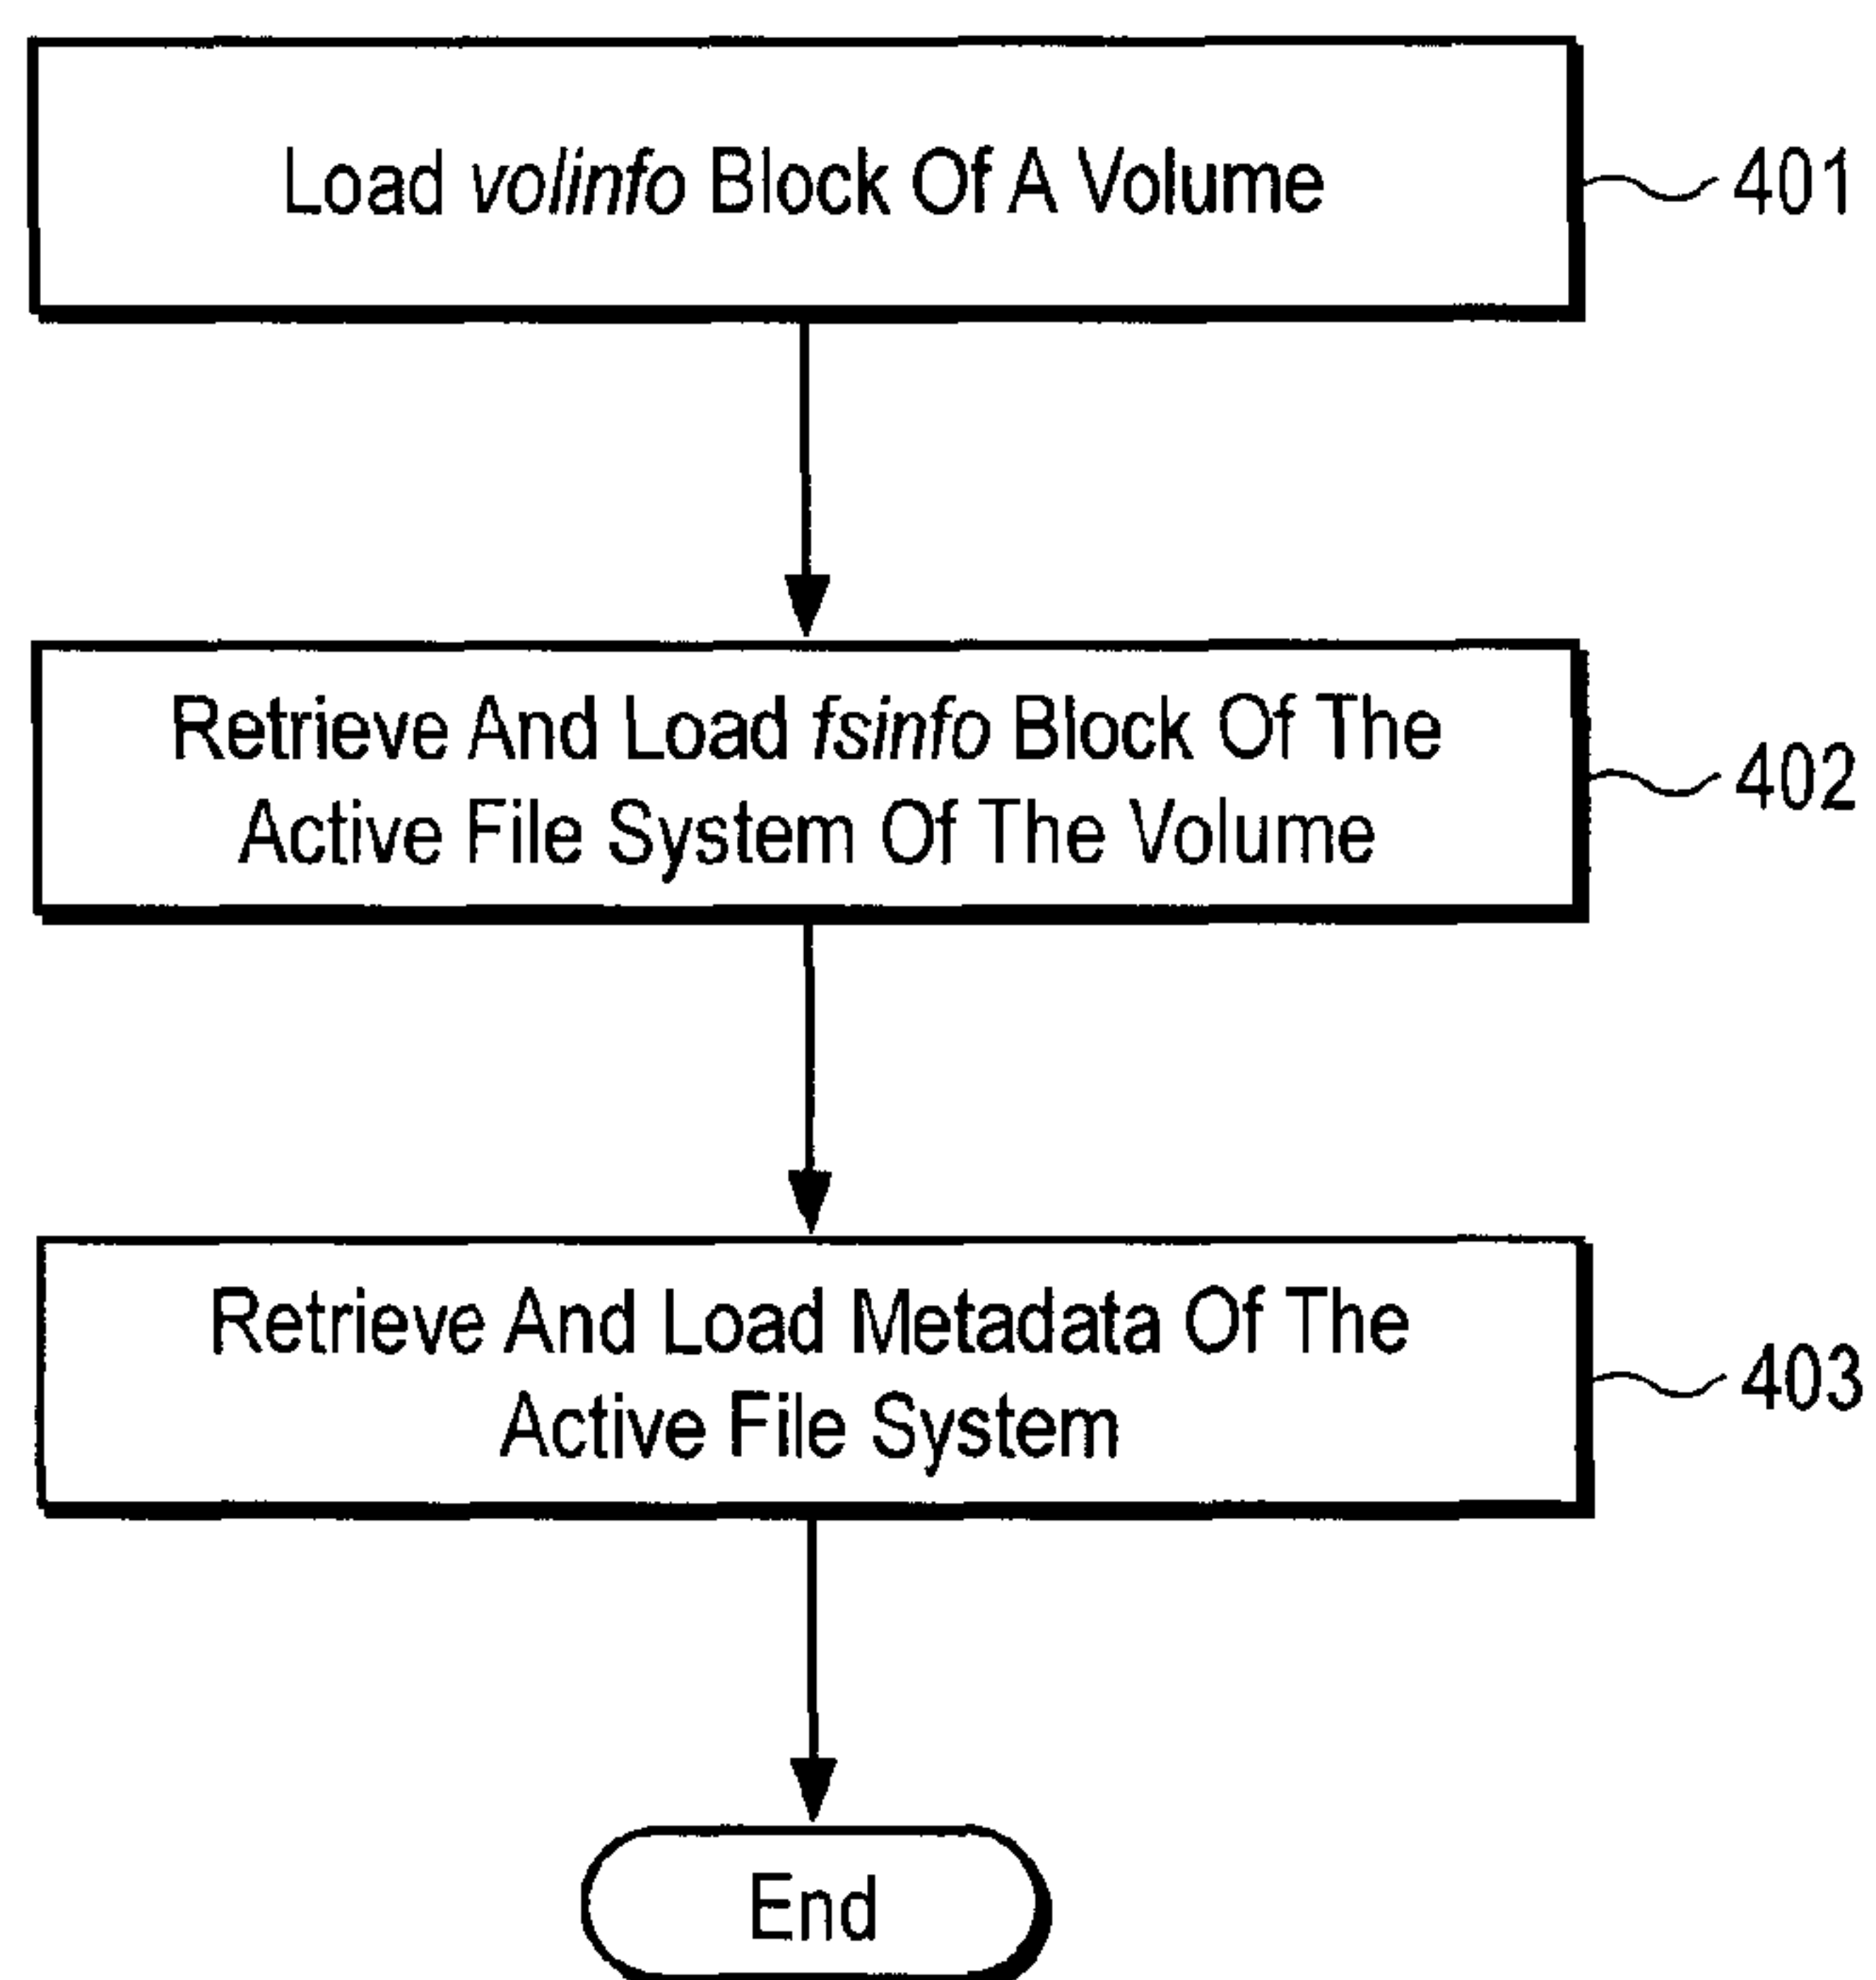 Load volinfo Block Of A Volume
401
Retrieve And Load fsinfo Block Of The
Active File System Of The Volume
402
Retrieve And Load Metadata Of The
Active File System
403
End